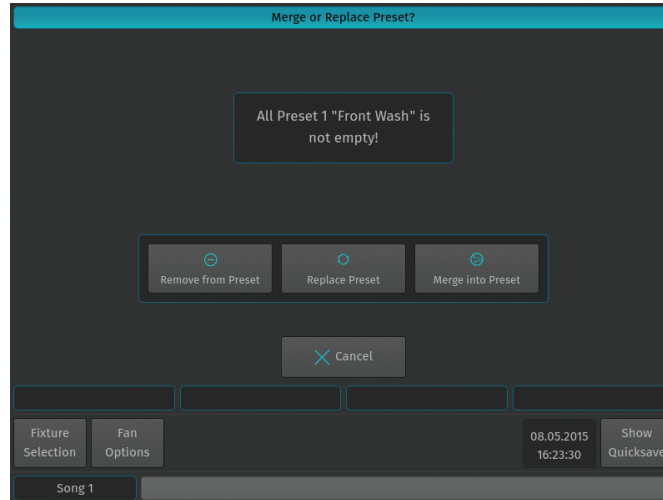 Merge or Replace Preset?
All Preset 1 "Front Wash" is
not empty!
Remove from Preset
Replace Preset
Merge into Preset
Cancel
Fixture
Selection
Fan
Options
08.05.2015
16:23:30
Show
Quicksave
Song 1